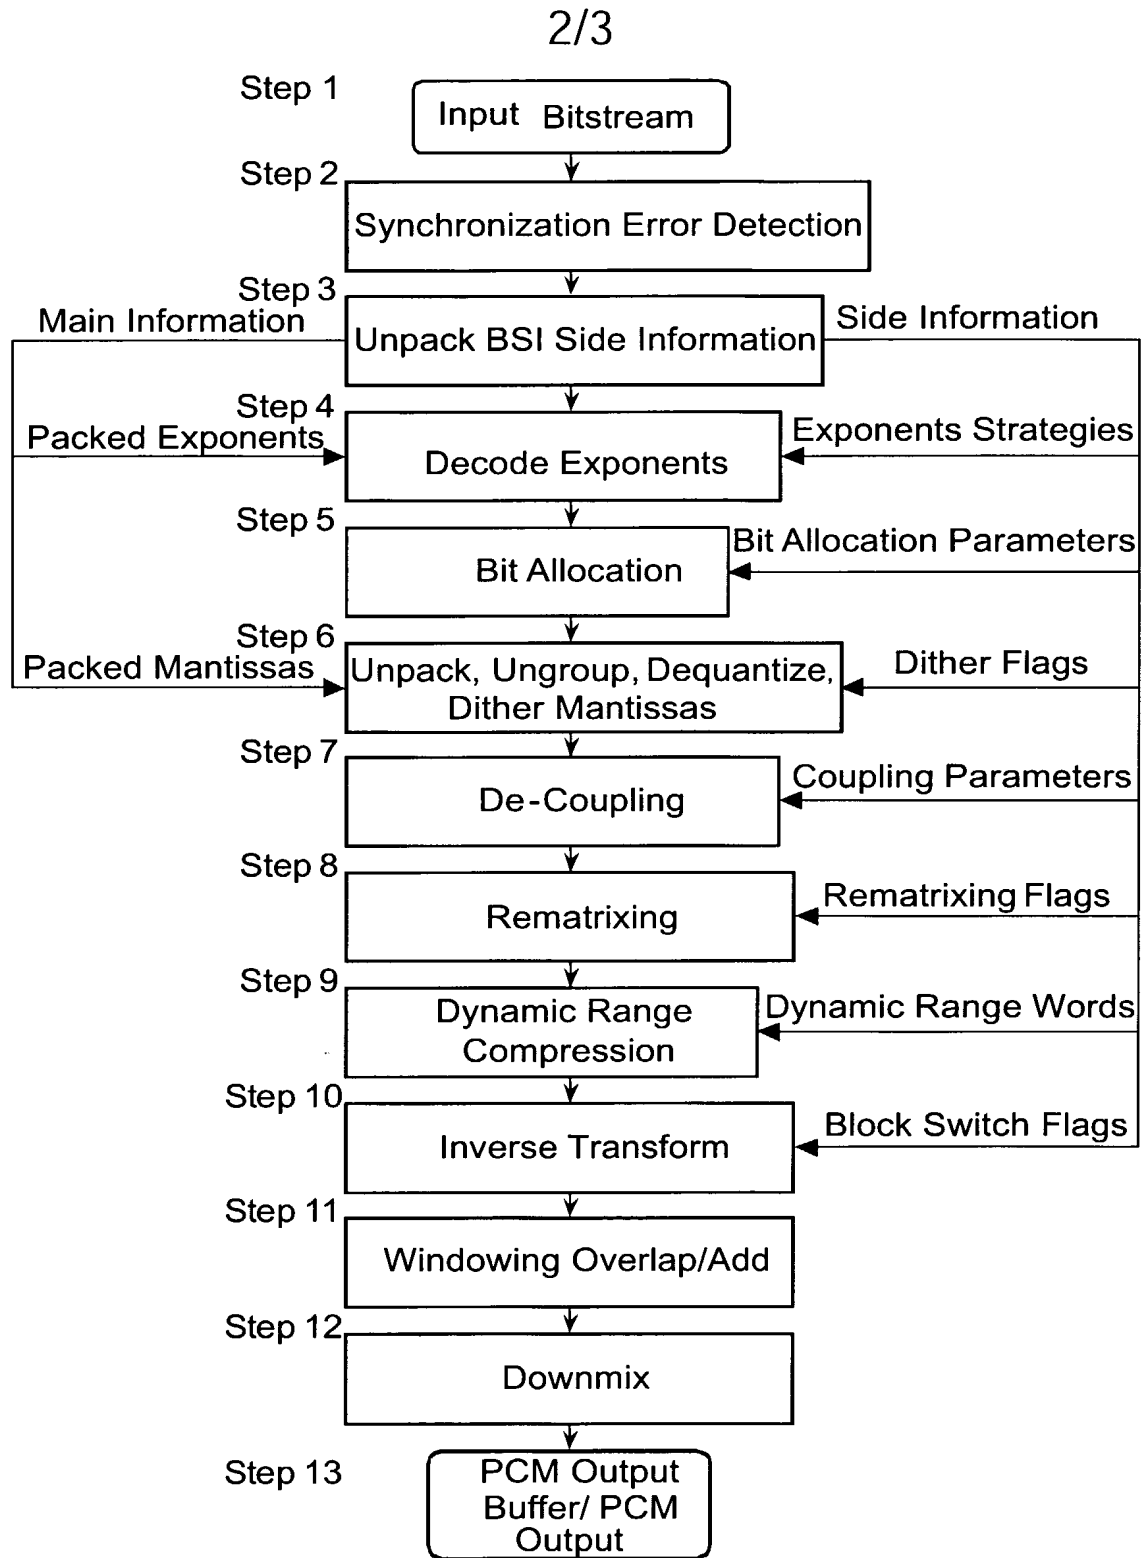 2/3
Step 1
Input Bitstream
Step 2
Synchronization Error Detection
Step 3
Main Information
Unpack BSI Side Information
Side Information
Step 4
Packed Exponents
Decode Exponents
Exponents Strategies
Step 5
Bit Allocation
Bit Allocation Parameters
Step 6
Packed Mantissas
Unpack, Ungroup, Dequantize,
Dither Mantissas
Dither Flags
Step 7
De-Coupling
Coupling Parameters
Step 8
Rematrixing
Rematrixing Flags
Step 9
Dynamic Range
Compression
Dynamic Range Words
Step 10
Inverse Transform
Block Switch Flags
Step 11
Windowing Overlap/Add
Step 12
Downmix
Step 13
PCM Output
Buffer/ PCM
Output